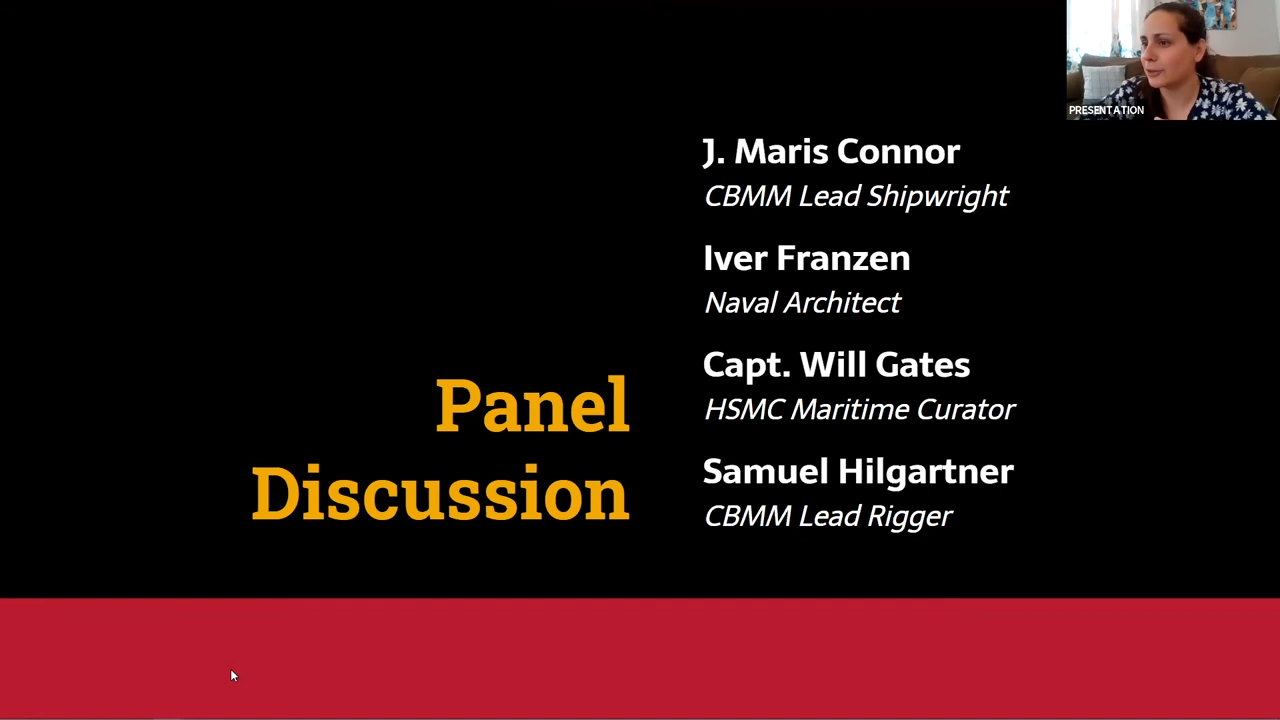 PRESENTATION
J. Maris Connor
CBMM Lead Shipwright
Iver Franzen
Naval Architect
Capt. Will Gates
HSMC Maritime Curator
Samuel Hilgartner
CBMM Lead Rigger
Panel
Discussion